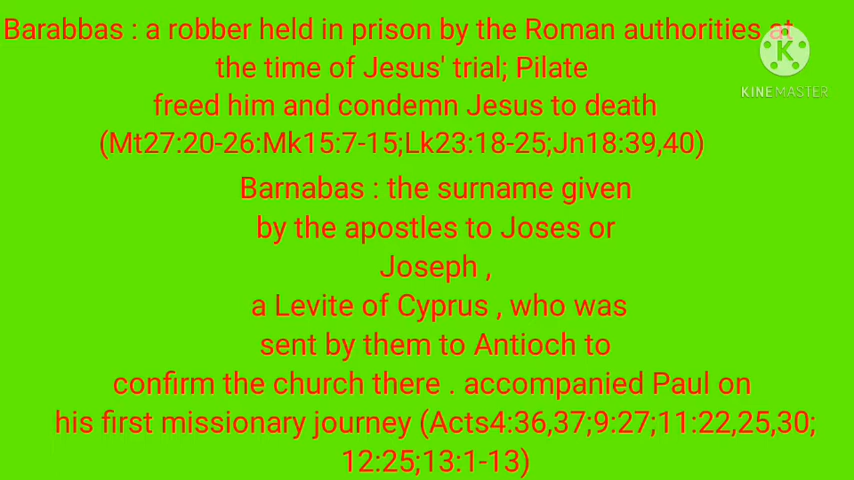 Barabbas : a robber held in prison by the Roman authorities at
the time of Jesus' trial; Pilate
freed him and condemn Jesus to death
(Mt27:20-26:Mk15:7-15;Lk23:18-25;Jn18:39,40)
Barnabas : the surname given
by the apostles to Joses or
Joseph ,
a Levite of Cyprus , who was
sent by them to Antioch to
confirm the church there . accompanied Paul on
his first missionary journey (Acts4:36,37;9:27;11:22,25,30;
12:25;13:1-13)
K
KINEMASTER